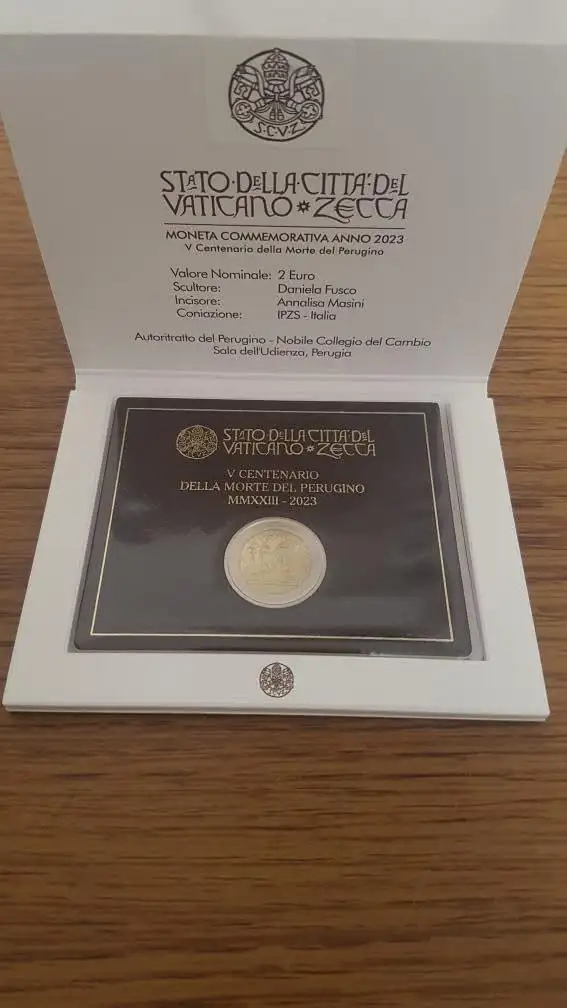 S.C.V.Z.
STATO·DELLA·CITTA'·DEL
VATICANO * ZECCA
MONETA COMMEMORATIVA ANNO 2023
V Centenario della Morte del Perugino
Valore Nominale: 2 Euro
Scultore: Daniela Fusco
Incisore: Annalisa Masini
Coniazione: IPZS - Italia
Autoritratto del Perugino - Nobile Collegio del Cambio
Sala dell'Udienza, Perugia
STATO·DELLA·CITTA'·DEL
VATICANO * ZECCA
V CENTENARIO
DELLA MORTE DEL PERUGINO
MMXXIII - 2023